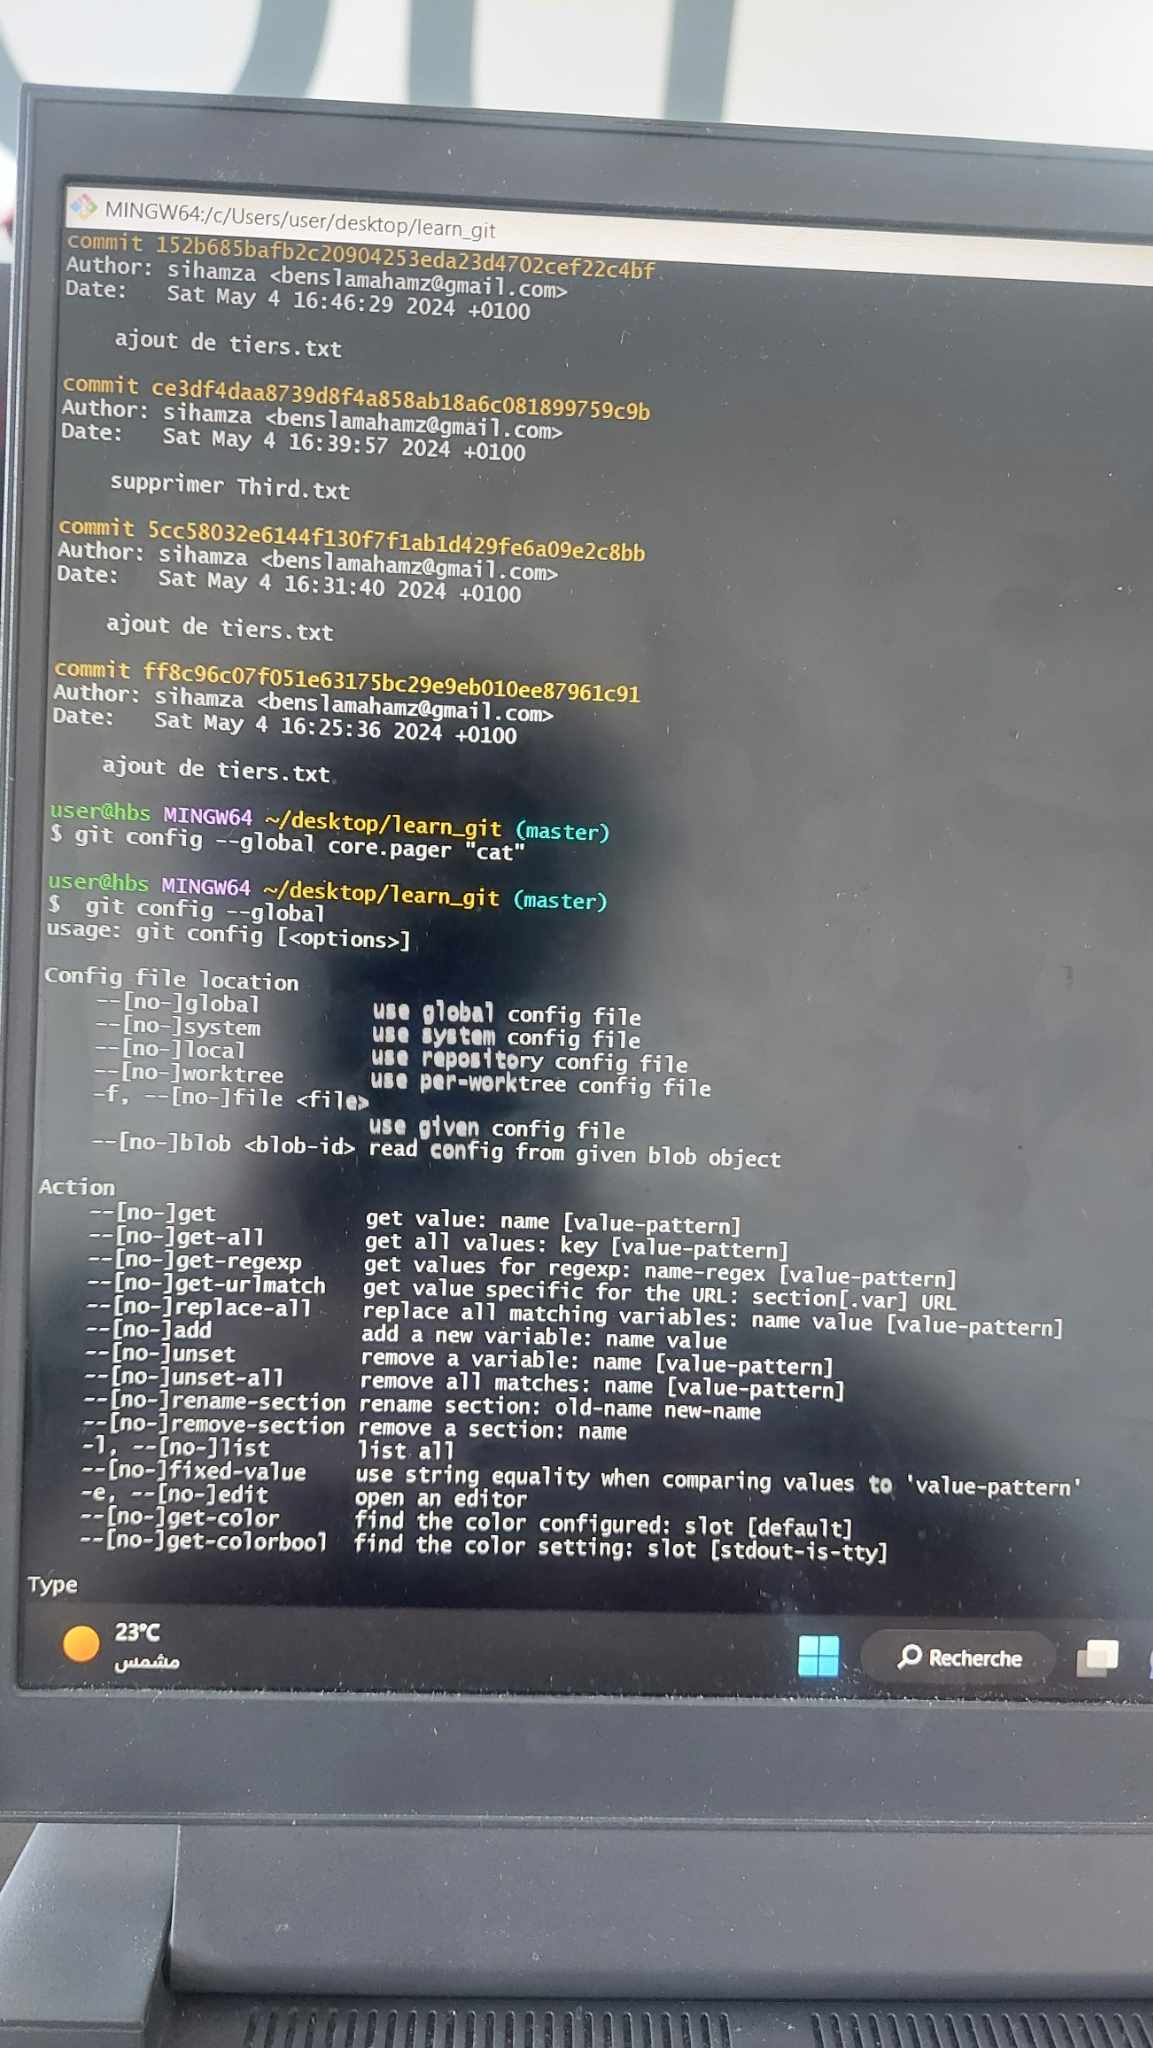 MINGW64:/c/Users/user/desktop/learn_git
commit 152b685bafb2c20904253eda23d4702cef22c4bf
Author: sihamza <benslamahamz@gmail.com>
Date:   Sat May 4 16:46:29 2024 +0100
ajout de tiers.txt
commit ce3df4daa8739d8f4a858ab18a6c081899759c9b
Author: sihamza <benslamahamz@gmail.com>
Date:   Sat May 4 16:39:57 2024 +0100
supprimer Third.txt
commit 5cc58032e6144f130f7f1ab1d429fe6a09e2c8bb
Author: sihamza <benslamahamz@gmail.com>
Date:   Sat May 4 16:31:40 2024 +0100
ajout de tiers.txt
commit ff8c96c07f051e63175bc29e9eb010ee87961c91
Author: sihamza <benslamahamz@gmail.com>
Date:   Sat May 4 16:25:36 2024 +0100
ajout de tiers.txt
user@hbs MINGW64 ~/desktop/learn_git (master)
$ git config --global core.pager "cat"
user@hbs MINGW64 ~/desktop/learn_git (master)
$  git config --global
usage: git config [<options>]
Config file location
--[no-]global use global config file
--[no-]system use system config file
--[no-]local use repository config file
--[no-]worktree use per-worktree config file
-f, --[no-]file <file>
use given config file
--[no-]blob <blob-id> read config from given blob object
Action
--[no-]get get value: name [value-pattern]
--[no-]get-all get all values: key [value-pattern]
--[no-]get-regexp get values for regexp: name-regex [value-pattern]
--[no-]get-urlmatch get value specific for the URL: section[.var] URL
--[no-]replace-all replace all matching variables: name value [value-pattern]
--[no-]add add a new variable: name value
--[no-]unset remove a variable: name [value-pattern]
--[no-]unset-all remove all matches: name [value-pattern]
--[no-]rename-section rename section: old-name new-name
--[no-]remove-section remove a section: name
-l, --[no-]list list all
--[no-]fixed-value use string equality when comparing values to 'value-pattern'
-e, --[no-]edit open an editor
--[no-]get-color find the color configured: slot [default]
--[no-]get-colorbool find the color setting: slot [stdout-is-tty]
Type
23°C
مشمس
Recherche